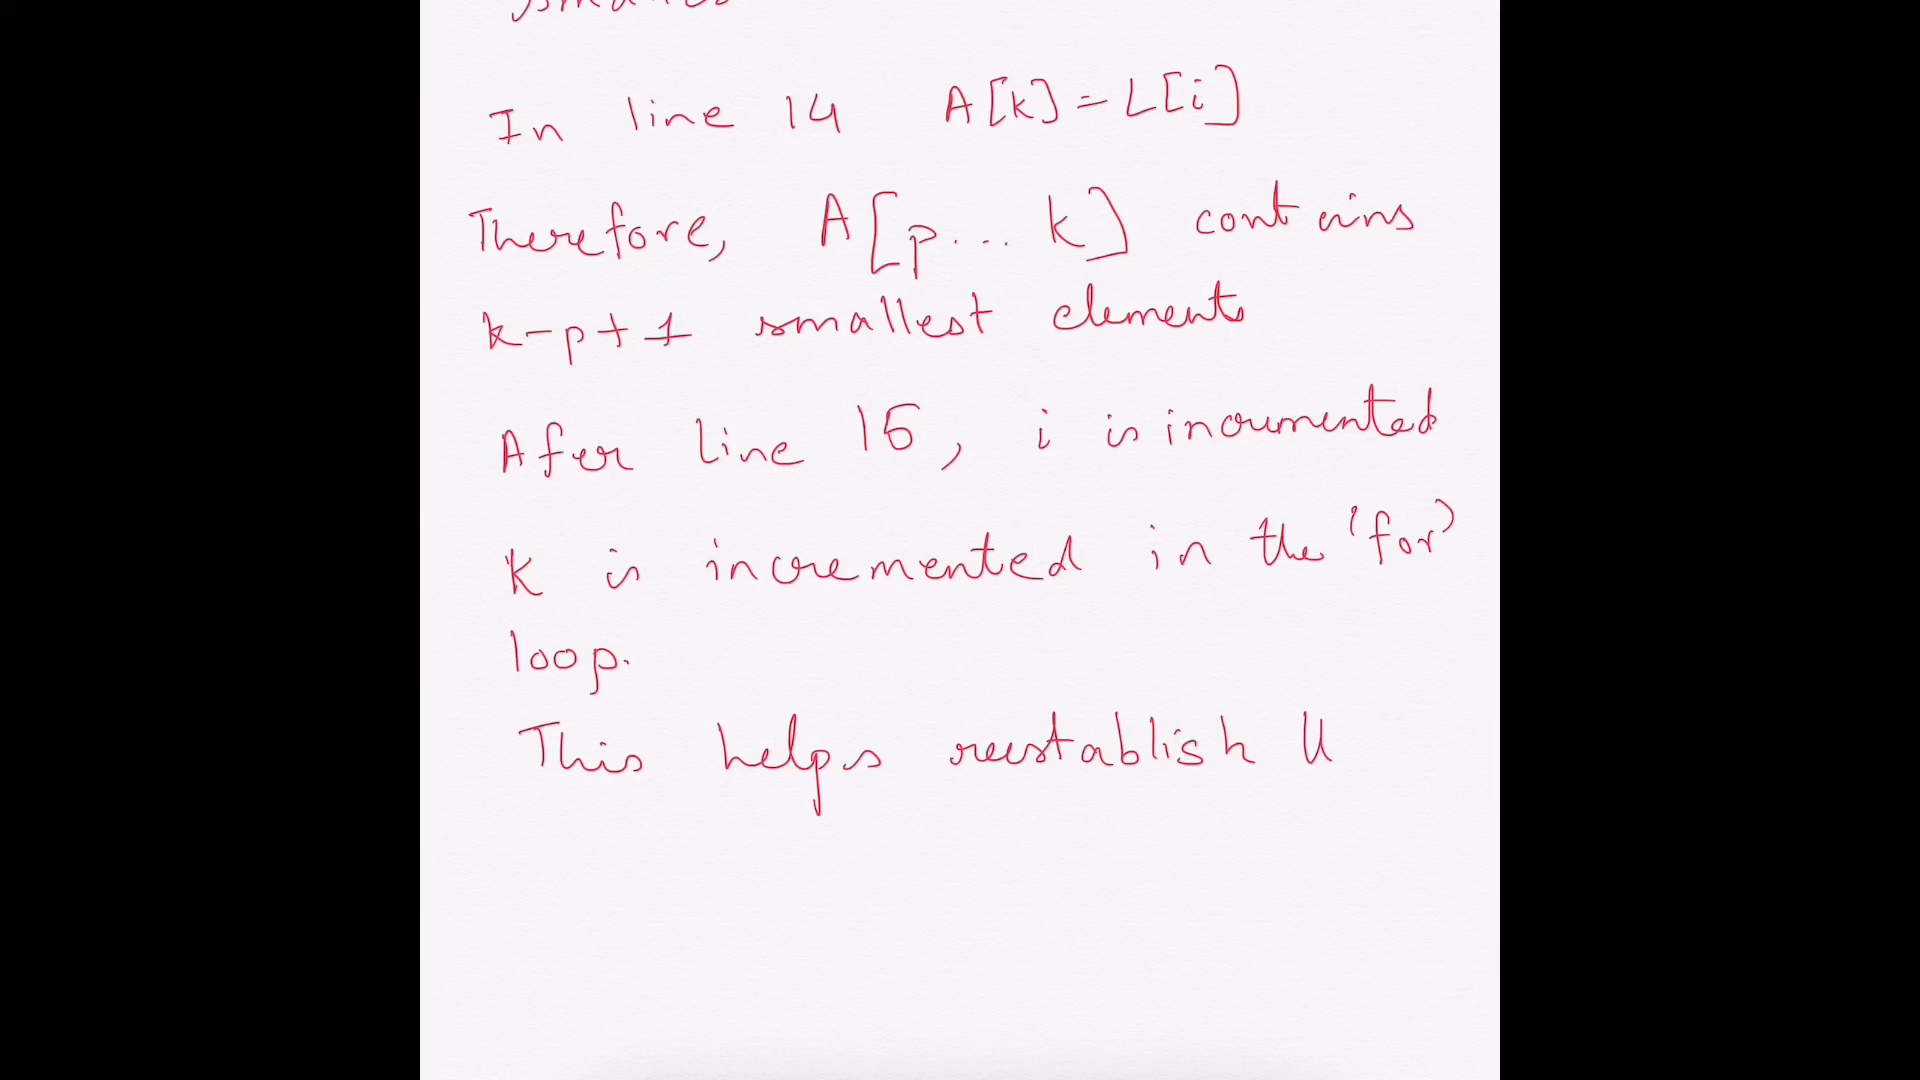 In line 14 A[k] = L[i]
Therefore, A[p... k] contains
k-p+1 smallest elements
Afer line 15, i is incremented
k is incremented in the 'for'
loop.
This helps reestablish